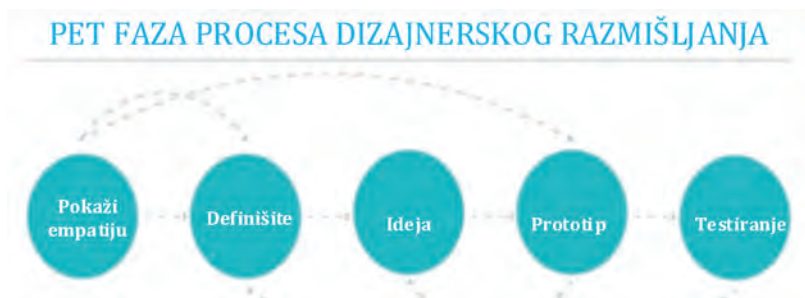 PET FAZA PROCESA DIZAJNERSKOG RAZMIŠLJANJA
Pokaži
empatiju
Definišite
Ideja
Prototip
Testiranje